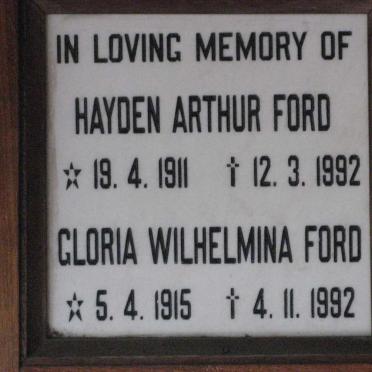 IN LOVING MEMORY OF
HAYDEN ARTHUR FORD
☆ 19. 4. 1911 † 12. 3. 1992
GLORIA WILHELMINA FORD
☆ 5. 4. 1915 † 4. 11. 1992